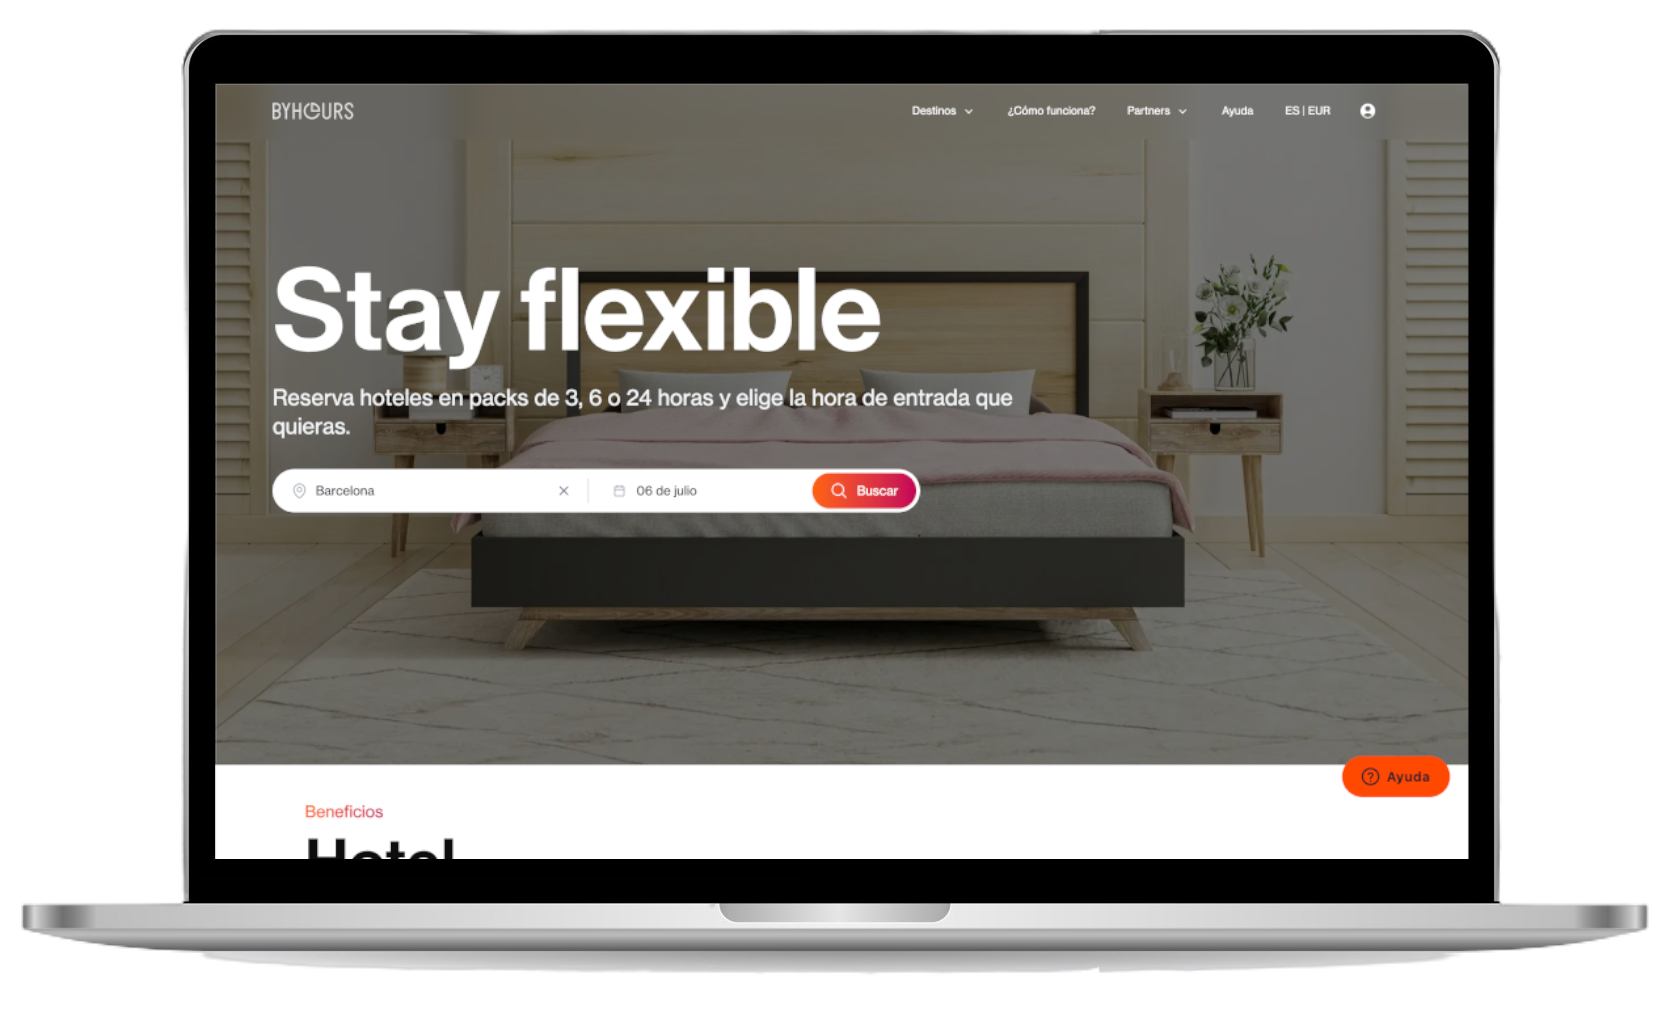 BYHOURS
Destinos
¿Cómo funciona?
Partners
Ayuda
ES | EUR
Stay flexible
Reserva hoteles en packs de 3, 6 o 24 horas y elige la hora de entrada que
quieras.
Barcelona
06 de julio
Buscar
Ayuda
Beneficios
Hotel